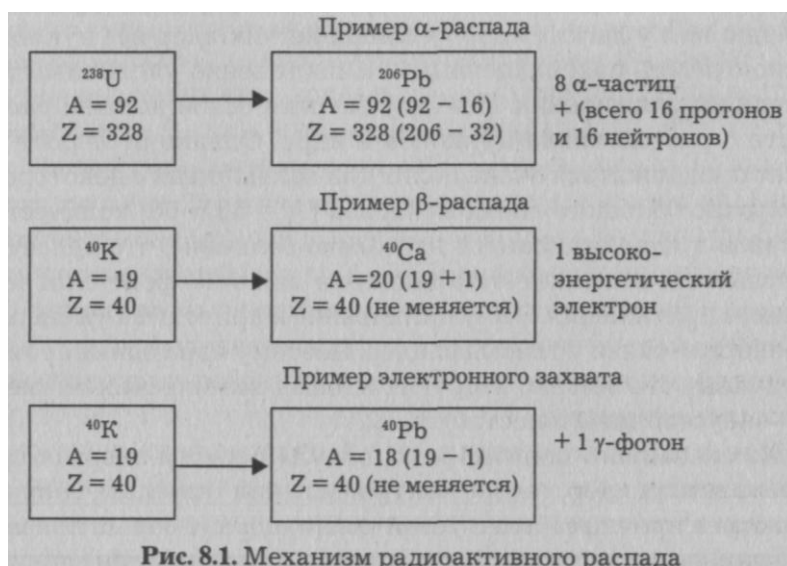 Пример α-распада
²³⁸U
A = 92
Z = 328
²⁰⁶Pb
A = 92 (92 − 16)
Z = 328 (206 − 32)
8 α-частиц
+ (всего 16 протонов
и 16 нейтронов)
Пример β-распада
⁴⁰K
A = 19
Z = 40
⁴⁰Ca
A = 20 (19 + 1)
Z = 40 (не меняется)
1 высоко-
энергетический
электрон
Пример электронного захвата
⁴⁰K
A = 19
Z = 40
⁴⁰Pb
A = 18 (19 − 1)
Z = 40 (не меняется)
+ 1 γ-фотон
Рис. 8.1. Механизм радиоактивного распада